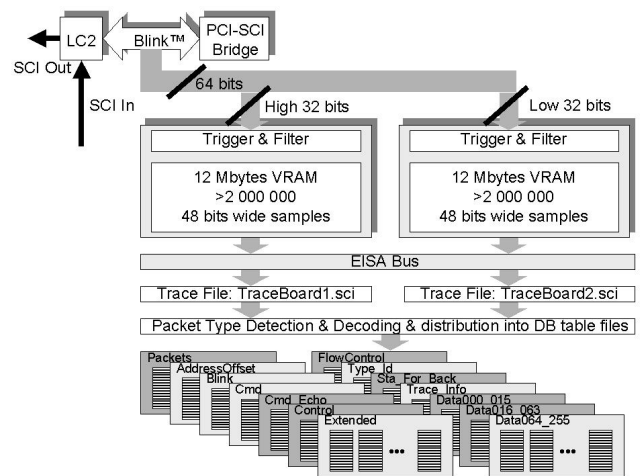 LC2
Blink™
PCI-SCI
Bridge
SCI Out
SCI In
64 bits
High 32 bits
Low 32 bits
Trigger & Filter
12 Mbytes VRAM
>2 000 000
48 bits wide samples
Trigger & Filter
12 Mbytes VRAM
>2 000 000
48 bits wide samples
EISA Bus
Trace File: TraceBoard1.sci
Trace File: TraceBoard2.sci
Packet Type Detection & Decoding & distribution into DB table files
Packets
AddressOffset
Blink
Cmd
Cmd_Echo
Control
Extended
FlowControl
Type_Id
Sta_For_Back
Trace_Info
Data000_015
Data016_063
Data064_255